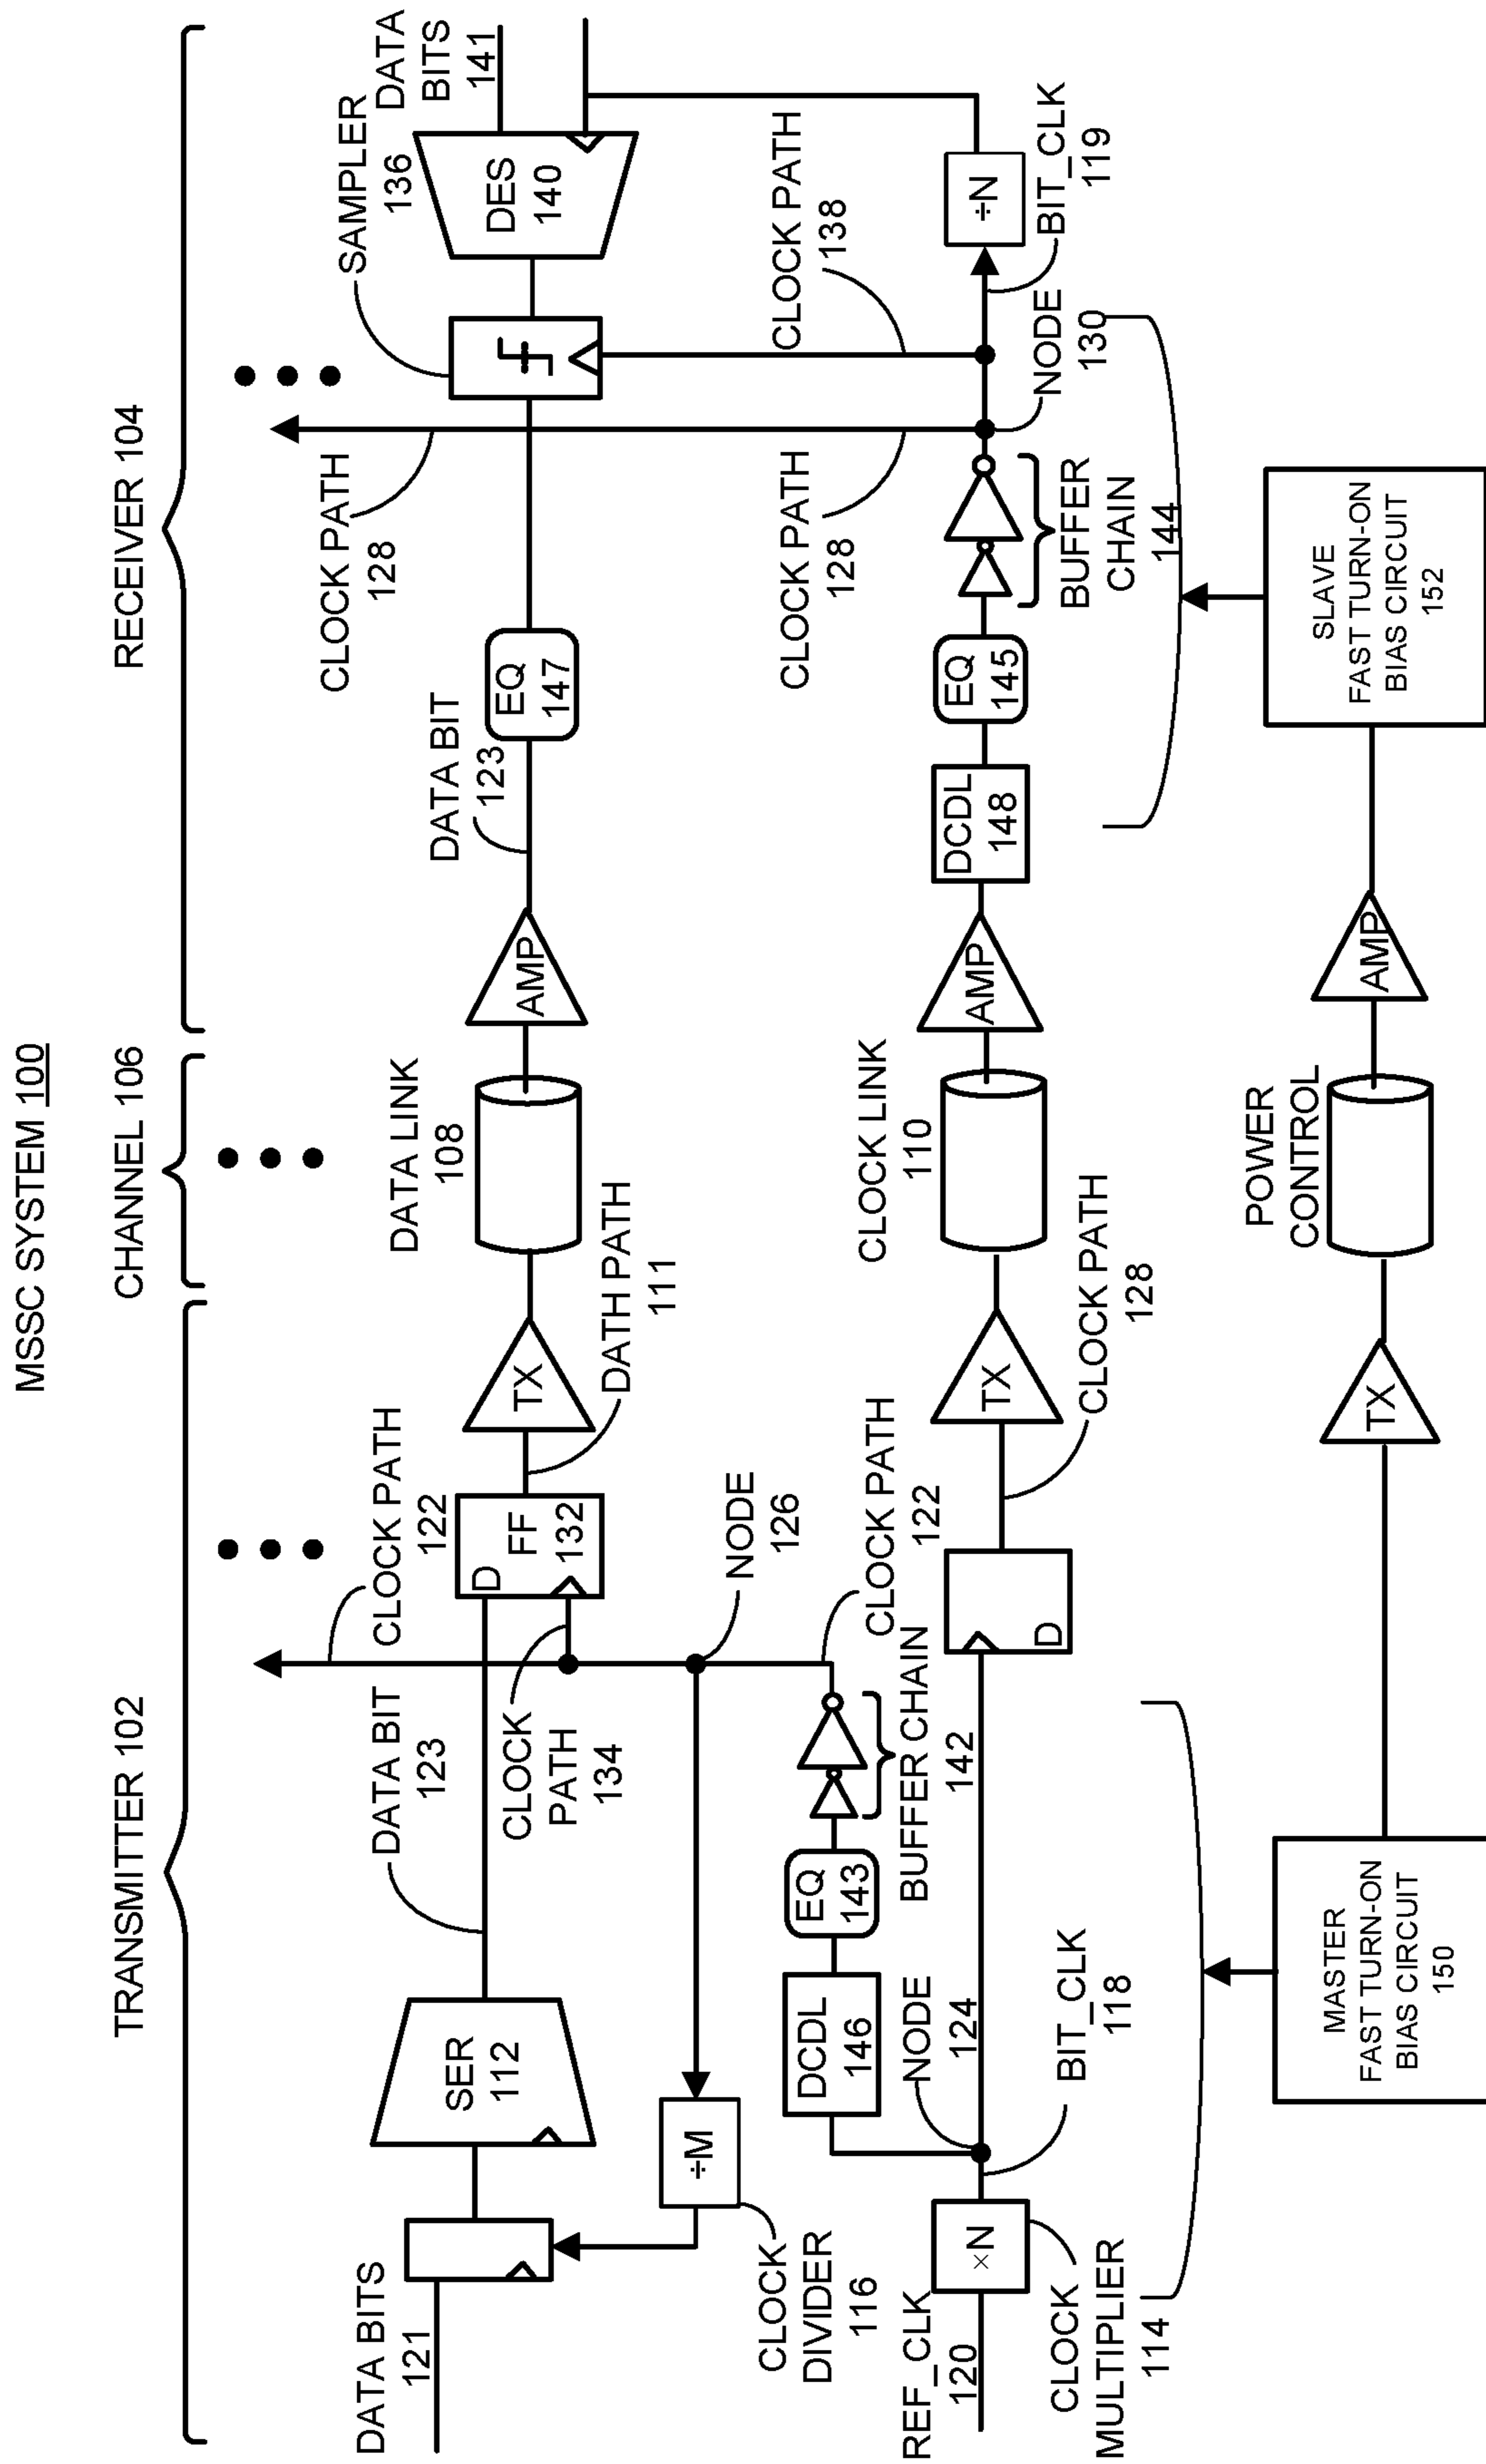 MSSC SYSTEM 100
TRANSMITTER 102
CHANNEL 106
RECEIVER 104
DATA BITS
121
SER
112
DATA BIT
123
CLOCK PATH
122
D
FF
132
CLOCK
PATH
134
DATH PATH
111
TX
DATA LINK
108
AMP
DATA BIT
123
EQ
147
CLOCK PATH
128
SAMPLER
136
DES
140
DATA
BITS
141
÷M
CLOCK
DIVIDER
116
NODE
126
DCDL
146
EQ
143
BUFFER CHAIN
142
CLOCK PATH
122
REF_CLK
120
×N
CLOCK
MULTIPLIER
114
NODE
124
BIT_CLK
118
D
CLOCK PATH
128
TX
CLOCK LINK
110
AMP
DCDL
148
EQ
145
BUFFER
CHAIN
144
CLOCK PATH
128
NODE
130
CLOCK PATH
138
÷N
BIT_CLK
119
MASTER
FAST TURN-ON
BIAS CIRCUIT
150
TX
POWER
CONTROL
AMP
SLAVE
FAST TURN-ON
BIAS CIRCUIT
152